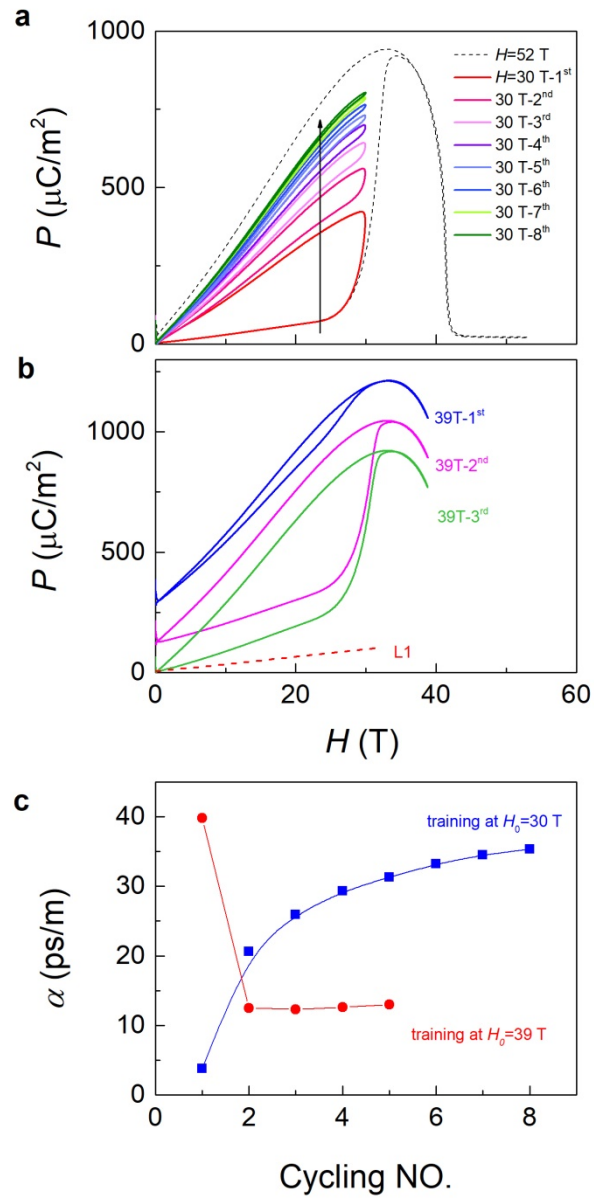 a
1000
500
0
P (μC/m²)
H=52 T
H=30 T-1ˢᵗ
30 T-2ⁿᵈ
30 T-3ʳᵈ
30 T-4ᵗʰ
30 T-5ᵗʰ
30 T-6ᵗʰ
30 T-7ᵗʰ
30 T-8ᵗʰ
b
1000
500
0
P (μC/m²)
39T-1ˢᵗ
39T-2ⁿᵈ
39T-3ʳᵈ
L1
0 20 40 60
H (T)
c
40
30
20
10
0
α (ps/m)
training at H₀=30 T
training at H₀=39 T
0 2 4 6 8
Cycling NO.